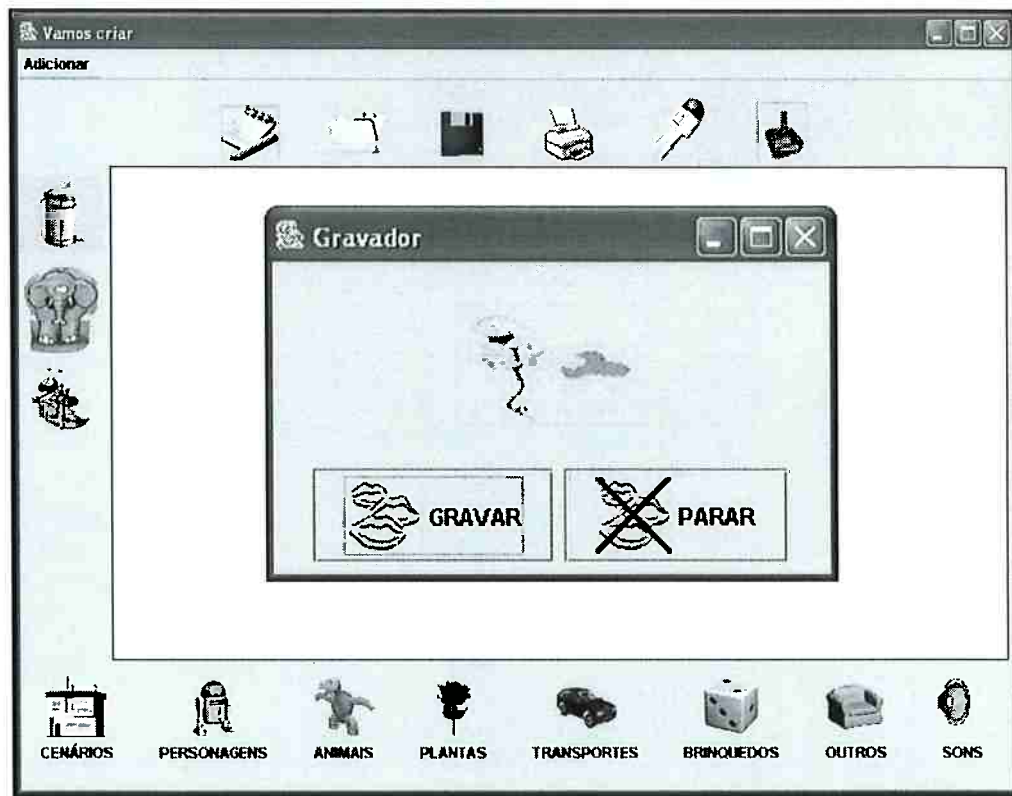 Vamos criar
Adicionar
Gravador
GRAVAR
PARAR
CENÁRIOS
PERSONAGENS
ANIMAIS
PLANTAS
TRANSPORTES
BRINQUEDOS
OUTROS
SONS